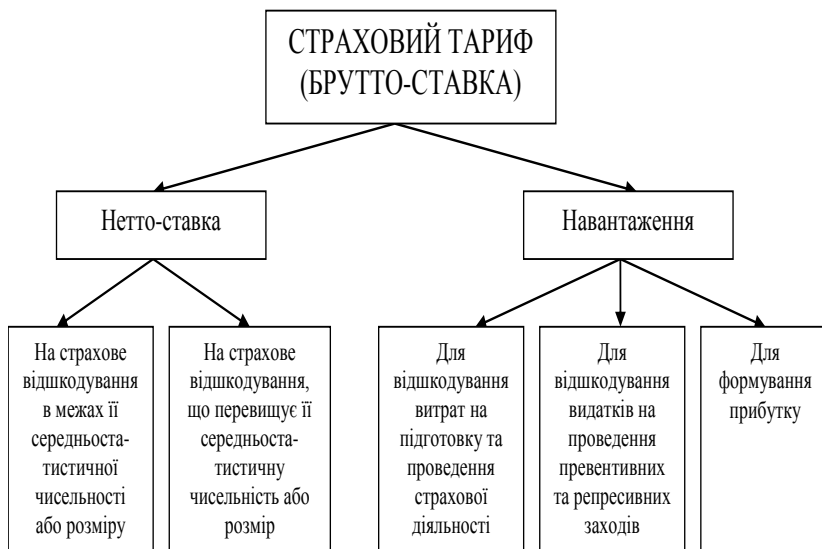 СТРАХОВИЙ ТАРИФ
(БРУТТО-СТАВКА)
Нетто-ставка
Навантаження
На страхове
відшкодування
в межах її
середньоста-
тистичної
чисельності
або розміру
На страхове
відшкодування,
що перевищує її
середньоста-
тистичну
чисельність або
розмір
Для
відшкодування
витрат на
підготовку та
проведення
страхової
діяльності
Для
відшкодування
видатків на
проведення
превентивних
та репресивних
заходів
Для
формування
прибутку